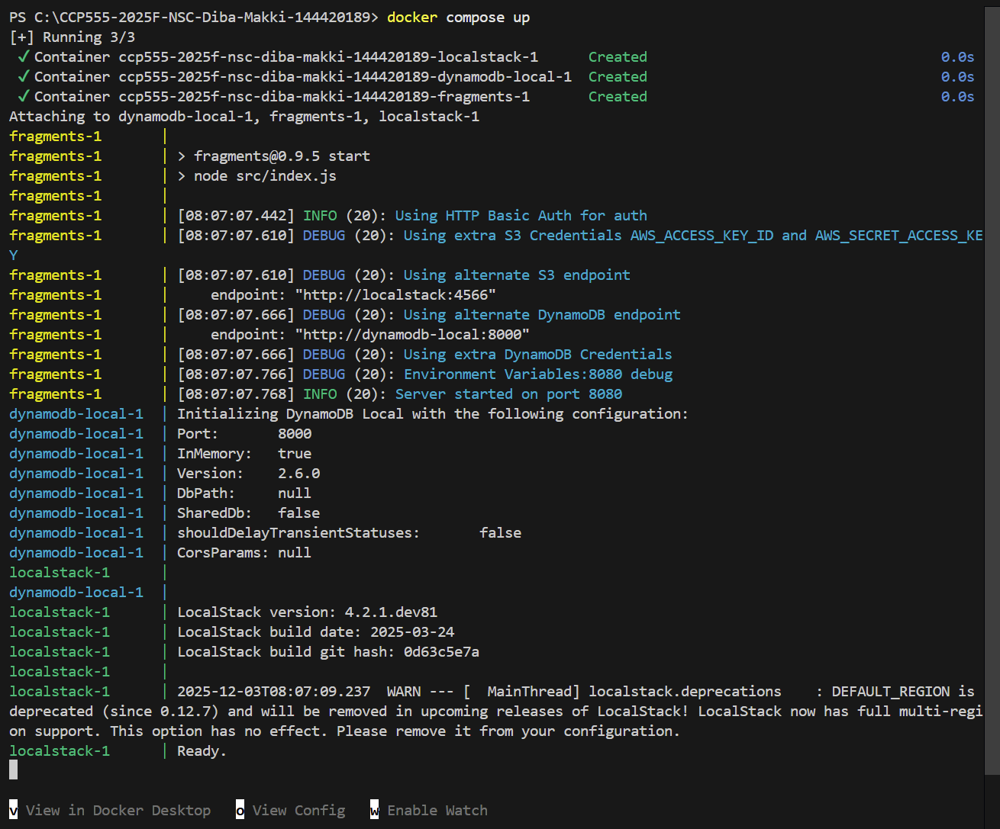 PS C:\CCP555-2025F-NSC-Diba-Makki-144420189> docker compose up
[+] Running 3/3
 ✓ Container ccp555-2025f-nsc-diba-makki-144420189-localstack-1      Created      0.0s
 ✓ Container ccp555-2025f-nsc-diba-makki-144420189-dynamodb-local-1  Created      0.0s
 ✓ Container ccp555-2025f-nsc-diba-makki-144420189-fragments-1       Created      0.0s
Attaching to dynamodb-local-1, fragments-1, localstack-1
fragments-1       |
fragments-1       | > fragments@0.9.5 start
fragments-1       | > node src/index.js
fragments-1       |
fragments-1       | [08:07:07.442] INFO (20): Using HTTP Basic Auth for auth
fragments-1       | [08:07:07.610] DEBUG (20): Using extra S3 Credentials AWS_ACCESS_KEY_ID and AWS_SECRET_ACCESS_KE
Y
fragments-1       | [08:07:07.610] DEBUG (20): Using alternate S3 endpoint
fragments-1       |     endpoint: "http://localstack:4566"
fragments-1       | [08:07:07.666] DEBUG (20): Using alternate DynamoDB endpoint
fragments-1       |     endpoint: "http://dynamodb-local:8000"
fragments-1       | [08:07:07.666] DEBUG (20): Using extra DynamoDB Credentials
fragments-1       | [08:07:07.766] DEBUG (20): Environment Variables:8080 debug
fragments-1       | [08:07:07.768] INFO (20): Server started on port 8080
dynamodb-local-1  | Initializing DynamoDB Local with the following configuration:
dynamodb-local-1  | Port:       8000
dynamodb-local-1  | InMemory:   true
dynamodb-local-1  | Version:    2.6.0
dynamodb-local-1  | DbPath:     null
dynamodb-local-1  | SharedDb:   false
dynamodb-local-1  | shouldDelayTransientStatuses:       false
dynamodb-local-1  | CorsParams: null
localstack-1      |
dynamodb-local-1  |
localstack-1      | LocalStack version: 4.2.1.dev81
localstack-1      | LocalStack build date: 2025-03-24
localstack-1      | LocalStack build git hash: 0d63c5e7a
localstack-1      |
localstack-1      | 2025-12-03T08:07:09.237  WARN --- [  MainThread] localstack.deprecations    : DEFAULT_REGION is
deprecated (since 0.12.7) and will be removed in upcoming releases of LocalStack! LocalStack now has full multi-regi
on support. This option has no effect. Please remove it from your configuration.
localstack-1      | Ready.
v View in Docker Desktop   o View Config   w Enable Watch